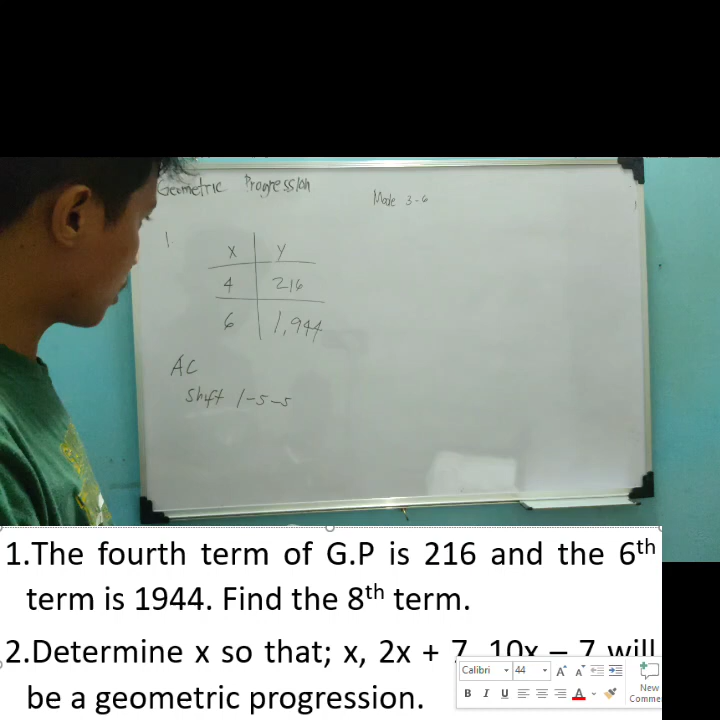 Geometric Progression
Mode 3-6
1
x y
4 216
6 1,944
AC
Shift 1-5-5
1.The fourth term of G.P is 216 and the 6th
term is 1944. Find the 8th term.
2.Determine x so that; x, 2x + 7, 10x – 7 will
be a geometric progression.
Calibri 44 A A
B I U A
New
Comme